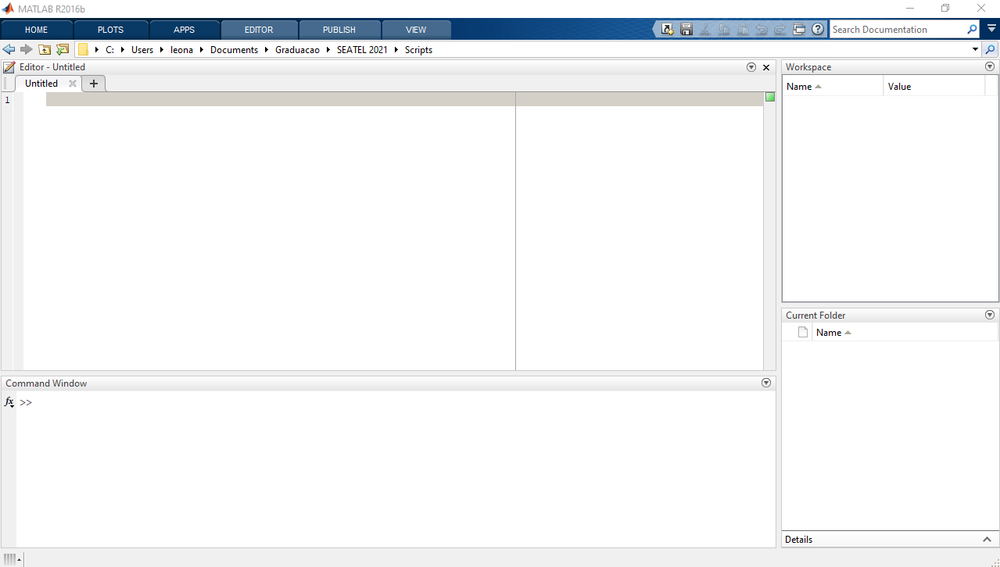 MATLAB R2016b
HOME PLOTS APPS EDITOR PUBLISH VIEW Search Documentation
C: Users leona Documents Graduacao SEATEL 2021 Scripts
Editor - Untitled
Untitled
1
Workspace
Name Value
Current Folder
Name
Details
Command Window
fx >>